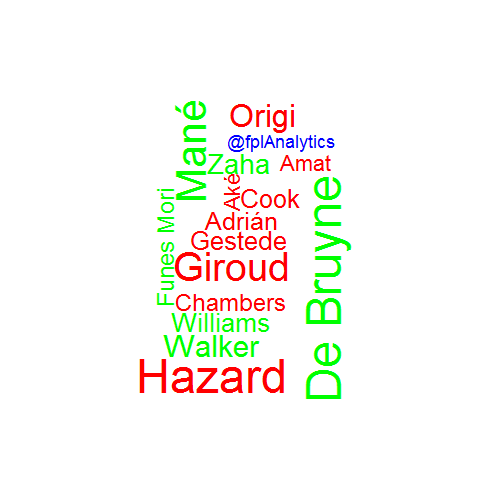 Origi
@fplAnalytics
Mané
Zaha
Amat
Aké
Cook
Funes Mori
Adrián
Gestede
Giroud
De Bruyne
Chambers
Williams
Walker
Hazard